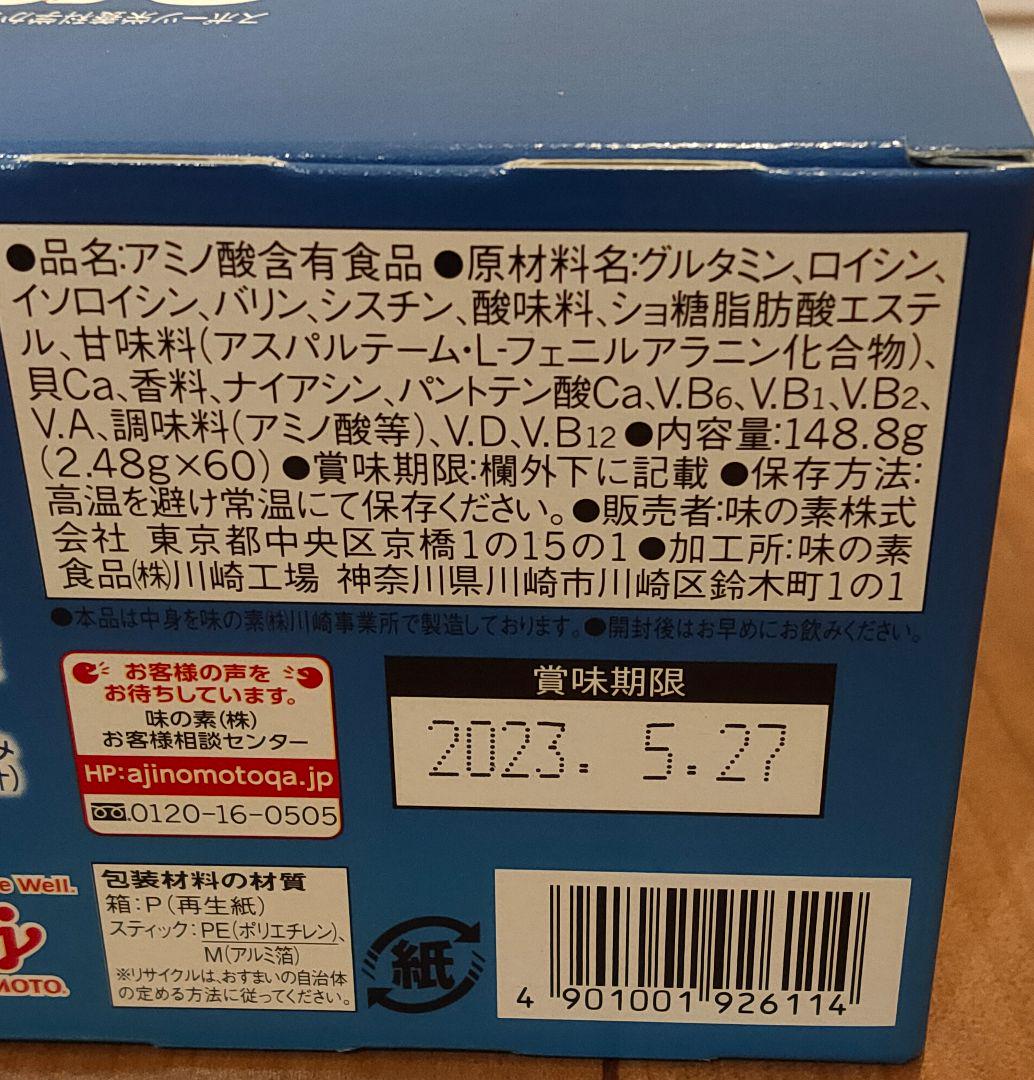 スポーツ栄養科学か
●品名:アミノ酸含有食品 ●原材料名:グルタミン、ロイシン、
イソロイシン、バリン、シスチン、酸味料、ショ糖脂肪酸エステ
ル、甘味料(アスパルテーム・L-フェニルアラニン化合物)、
貝Ca、香料、ナイアシン、パントテン酸Ca、V.B6、V.B1、V.B2、
V.A、調味料(アミノ酸等)、V.D、V.B12 ●内容量:148.8g
(2.48g×60) ●賞味期限:欄外下に記載 ●保存方法:
高温を避け常温にて保存ください。●販売者:味の素株式
会社 東京都中央区京橋1の15の1 ●加工所:味の素
食品㈱川崎工場 神奈川県川崎市川崎区鈴木町1の1
●本品は中身を味の素㈱川崎事業所で製造しております。●開封後はお早めにお飲みください。
お客様の声を
お待ちしています。
味の素(株)
お客様相談センター
HP:ajinomotoqa.jp
0120-16-0505
賞味期限
2023. 5.27
e Well.
MOTO.
包装材料の材質
箱:P(再生紙)
スティック:PE(ポリエチレン)、
M(アルミ箔)
※リサイクルは、おすまいの自治体
の定める方法に従ってください。
紙
4 901001 926114